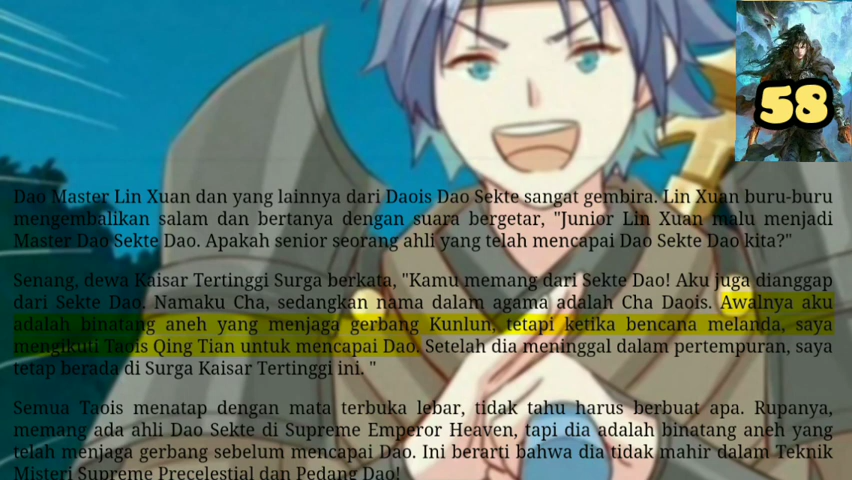 58
Dao Master Lin Xuan dan yang lainnya dari Daois Dao Sekte sangat gembira. Lin Xuan buru-buru
mengembalikan salam dan bertanya dengan suara bergetar, "Junior Lin Xuan malu menjadi
Master Dao Sekte Dao. Apakah senior seorang ahli yang telah mencapai Dao Sekte Dao kita?"
Senang, dewa Kaisar Tertinggi Surga berkata, "Kamu memang dari Sekte Dao! Aku juga dianggap
dari Sekte Dao. Namaku Cha, sedangkan nama dalam agama adalah Cha Daois. Awalnya aku
adalah binatang aneh yang menjaga gerbang Kunlun, tetapi ketika bencana melanda, saya
mengikuti Taois Qing Tian untuk mencapai Dao. Setelah dia meninggal dalam pertempuran, saya
tetap berada di Surga Kaisar Tertinggi ini. "
Semua Taois menatap dengan mata terbuka lebar, tidak tahu harus berbuat apa. Rupanya,
memang ada ahli Dao Sekte di Supreme Emperor Heaven, tapi dia adalah binatang aneh yang
telah menjaga gerbang sebelum mencapai Dao. Ini berarti bahwa dia tidak mahir dalam Teknik
Misteri Supreme Precelestial dan Pedang Dao!